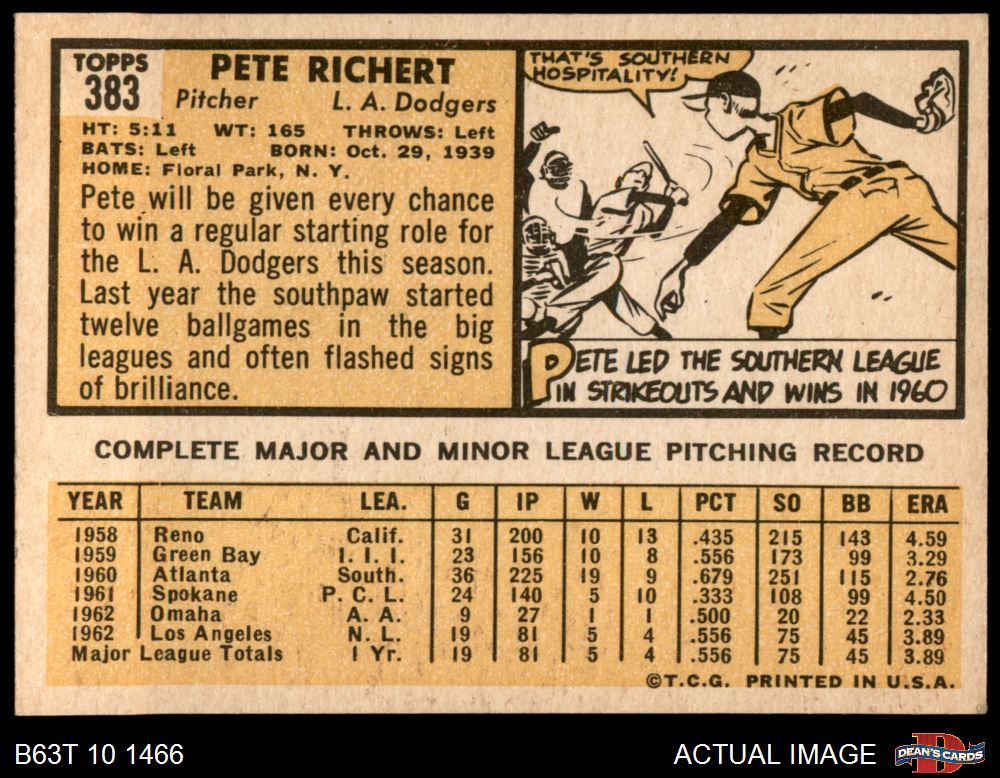 TOPPS
383
PETE RICHERT
Pitcher L. A. Dodgers
HT: 5:11 WT: 165 THROWS: Left
BATS: Left BORN: Oct. 29, 1939
HOME: Floral Park, N. Y.
Pete will be given every chance
to win a regular starting role for
the L. A. Dodgers this season.
Last year the southpaw started
twelve ballgames in the big
leagues and often flashed signs
of brilliance.
THAT'S SOUTHERN
HOSPITALITY!
PETE LED THE SOUTHERN LEAGUE
IN STRIKEOUTS AND WINS IN 1960
COMPLETE MAJOR AND MINOR LEAGUE PITCHING RECORD
YEAR TEAM LEA. G IP W L PCT SO BB ERA
1958 Reno Calif. 31 200 10 13 .435 215 143 4.59
1959 Green Bay I. I. I. 23 156 10 8 .556 173 99 3.29
1960 Atlanta South. 36 225 19 9 .679 251 115 2.76
1961 Spokane P. C. L. 24 140 5 10 .333 108 99 4.50
1962 Omaha A. A. 9 27 1 1 .500 20 22 2.33
1962 Los Angeles N. L. 19 81 5 4 .556 75 45 3.89
Major League Totals 1 Yr. 19 81 5 4 .556 75 45 3.89
©T.C.G. PRINTED IN U.S.A.
B63T 10 1466 ACTUAL IMAGE DEAN'S CARDS